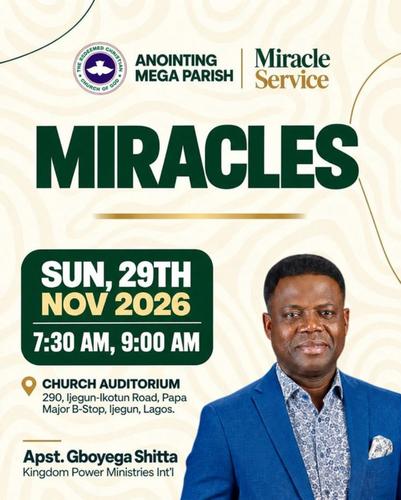 THE REDEEMED CHRISTIAN
CHURCH OF GOD
ANOINTING
MEGA PARISH
Miracle
Service
MIRACLES
SUN, 29TH
NOV 2026
7:30 AM, 9:00 AM
CHURCH AUDITORIUM
290, Ijegun-Ikotun Road, Papa
Major B-Stop, Ijegun, Lagos.
Apst. Gboyega Shitta
Kingdom Power Ministries Int'l